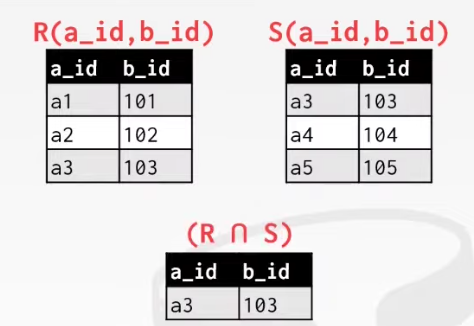 R(a_id,b_id) S(a_id,b_id)
a_id b_id a_id b_id
a1 101 a3 103
a2 102 a4 104
a3 103 a5 105
(R ∩ S)
a_id b_id
a3 103